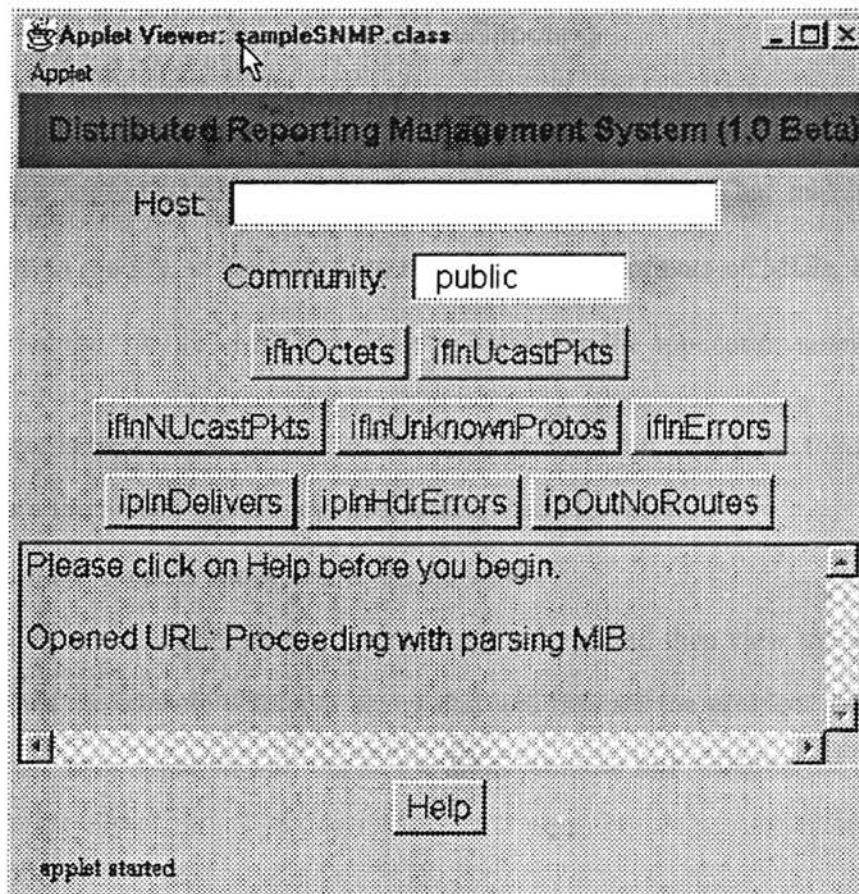 Applet Viewer: sampleSNMP.class
Applet
Distributed Reporting Management System (1.0 Beta)
Host:
Community: public
ifInOctets ifInUcastPkts
ifInNUcastPkts ifInUnknownProtos ifInErrors
ipInDelivers ipInHdrErrors ipOutNoRoutes
Please click on Help before you begin.
Opened URL: Proceeding with parsing MIB.
Help
applet started